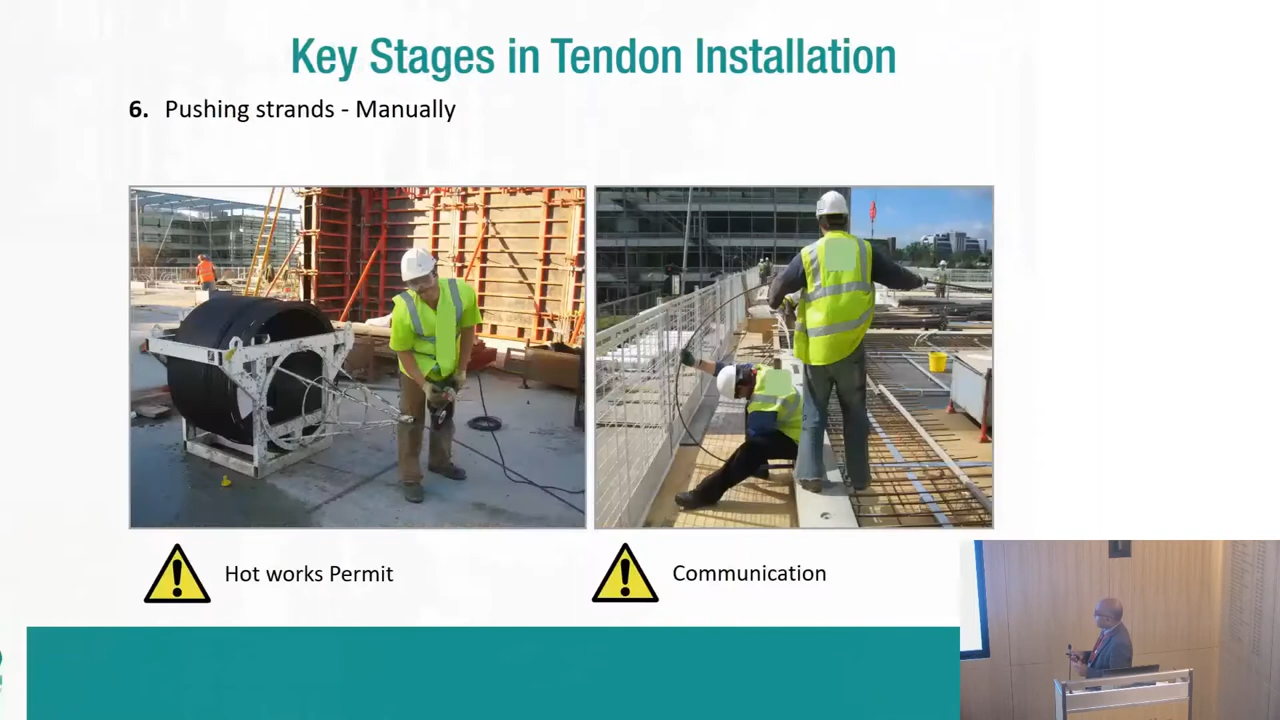 Key Stages in Tendon Installation
6. Pushing strands - Manually
Hot works Permit
Communication